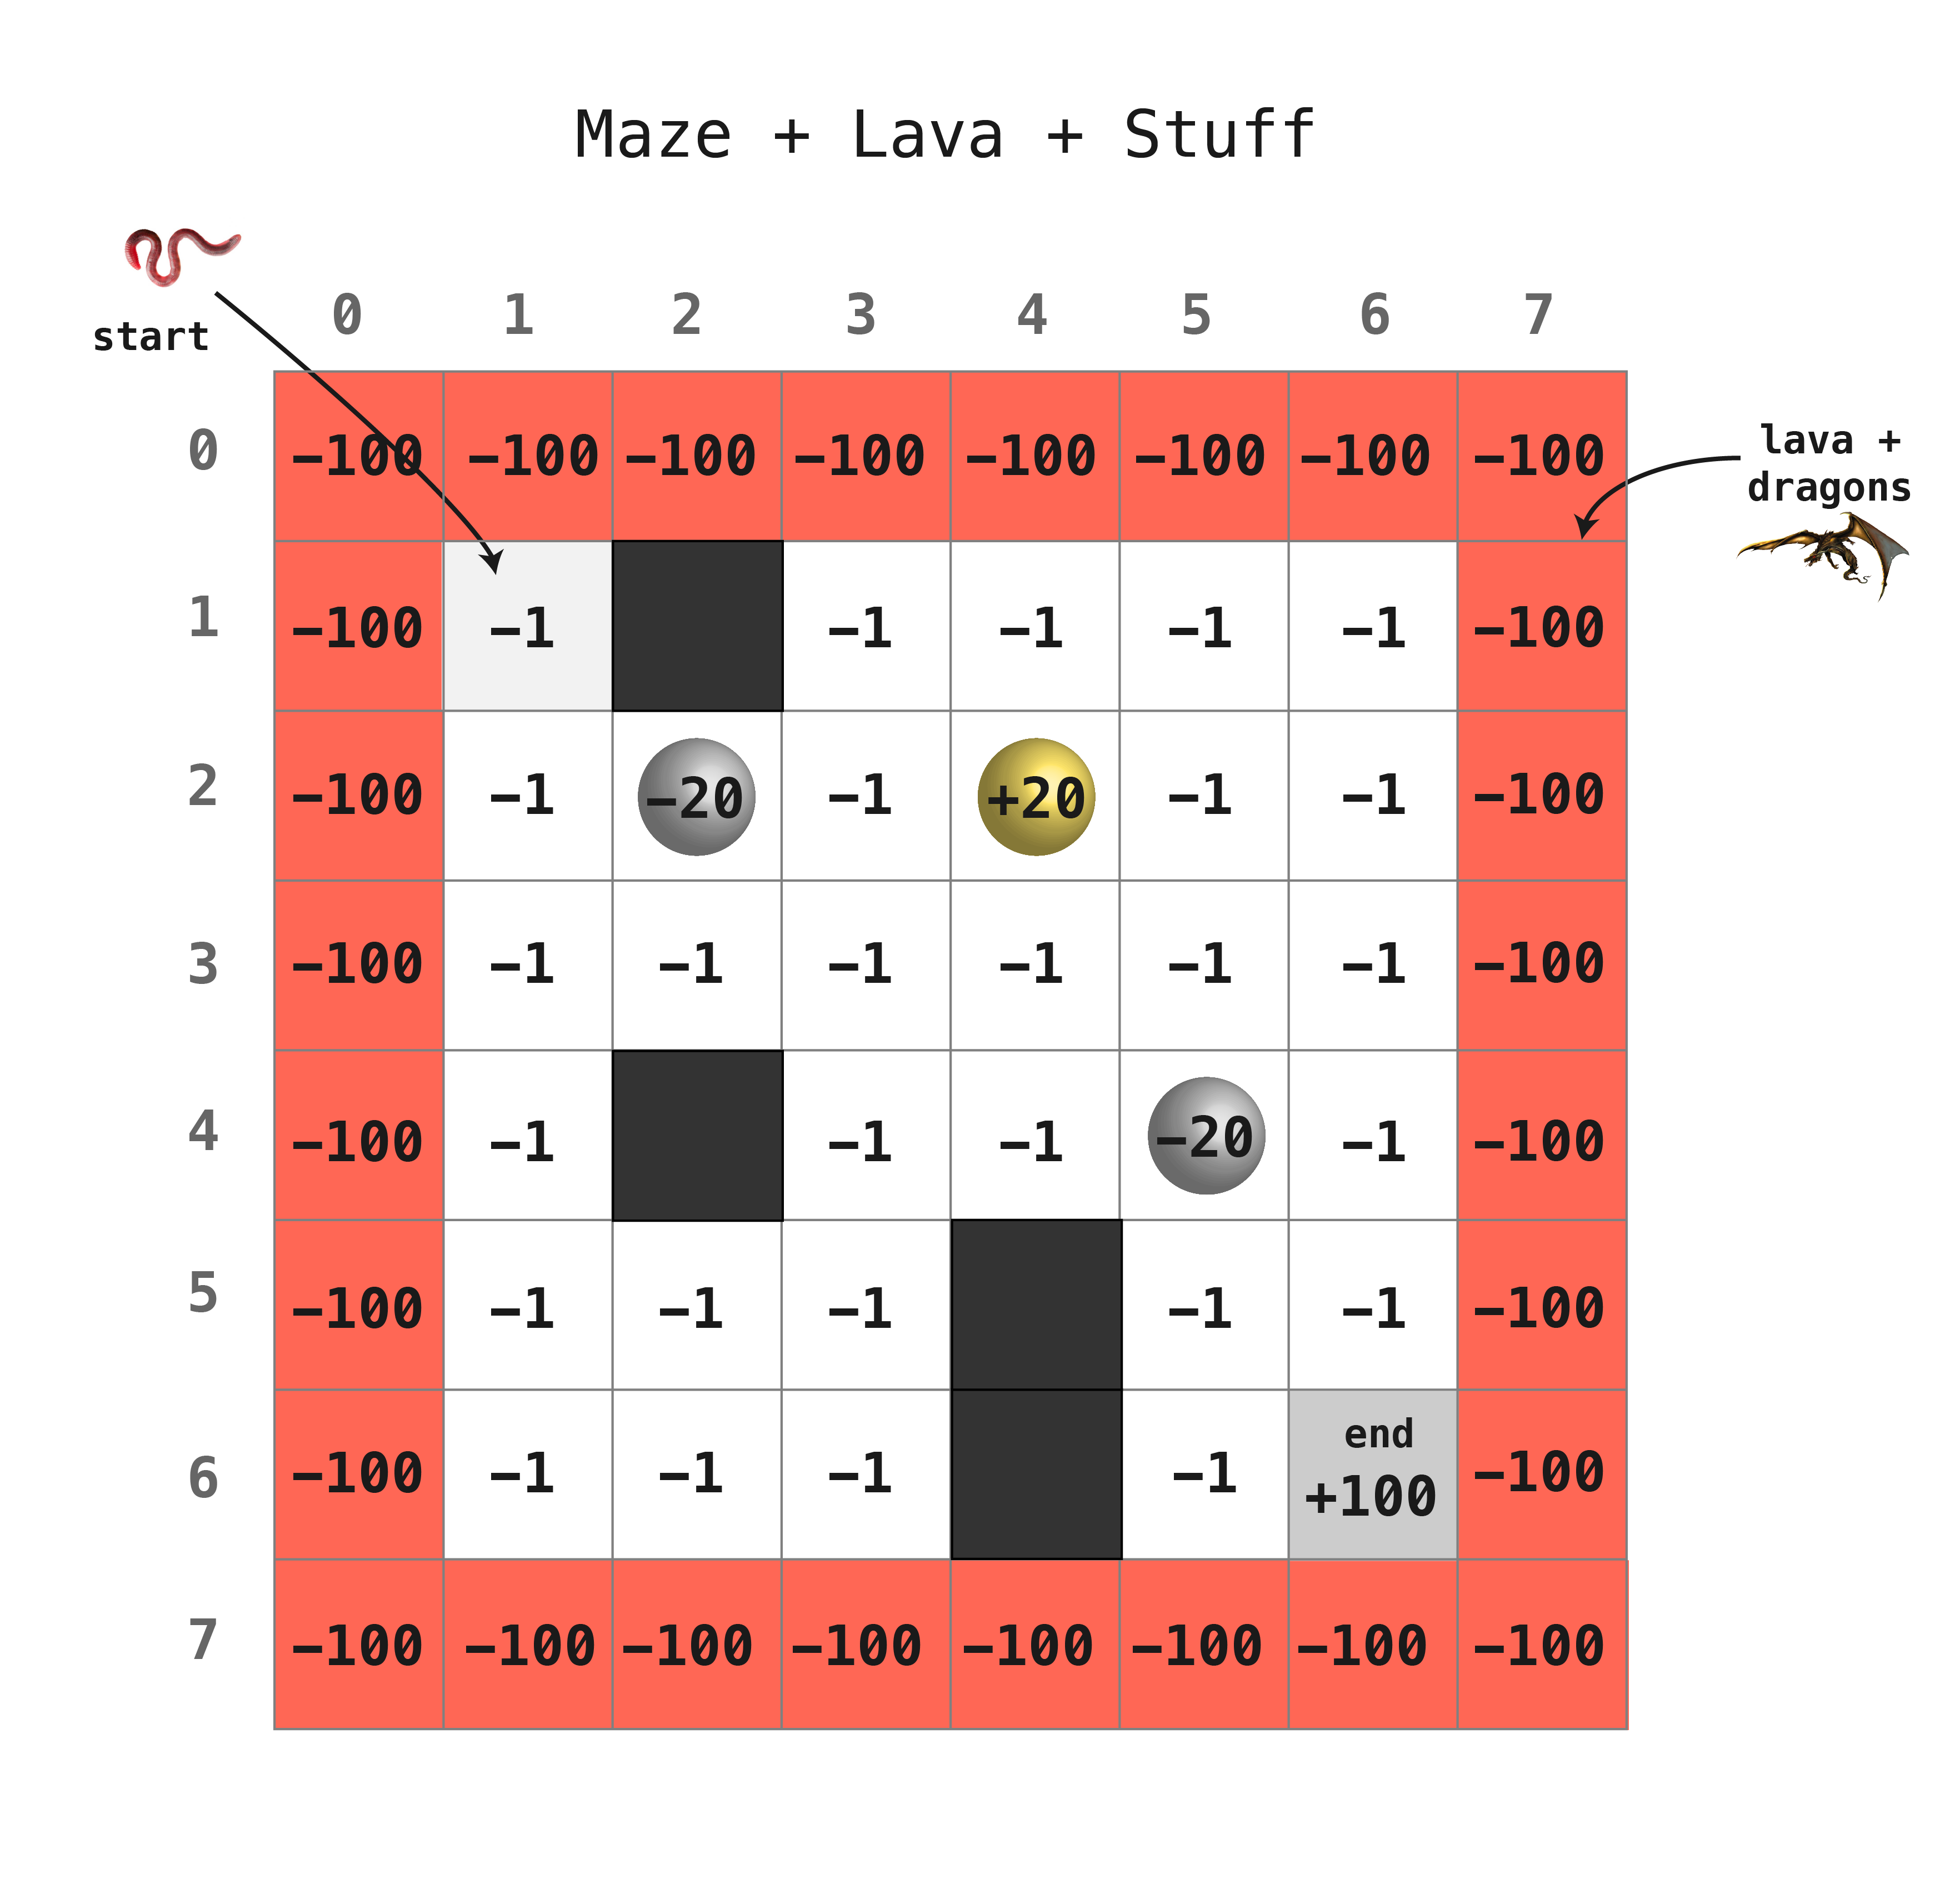 Maze + Lava + Stuff
start
0 1 2 3 4 5 6 7
0 −100 −100 −100 −100 −100 −100 −100 −100
lava +
dragons
1 −100 −1 −1 −1 −1 −1 −100
2 −100 −1 −20 −1 +20 −1 −1 −100
3 −100 −1 −1 −1 −1 −1 −1 −100
4 −100 −1 −1 −1 −20 −1 −100
5 −100 −1 −1 −1 −1 −1 −100
end
6 −100 −1 −1 −1 −1 +100 −100
7 −100 −100 −100 −100 −100 −100 −100 −100